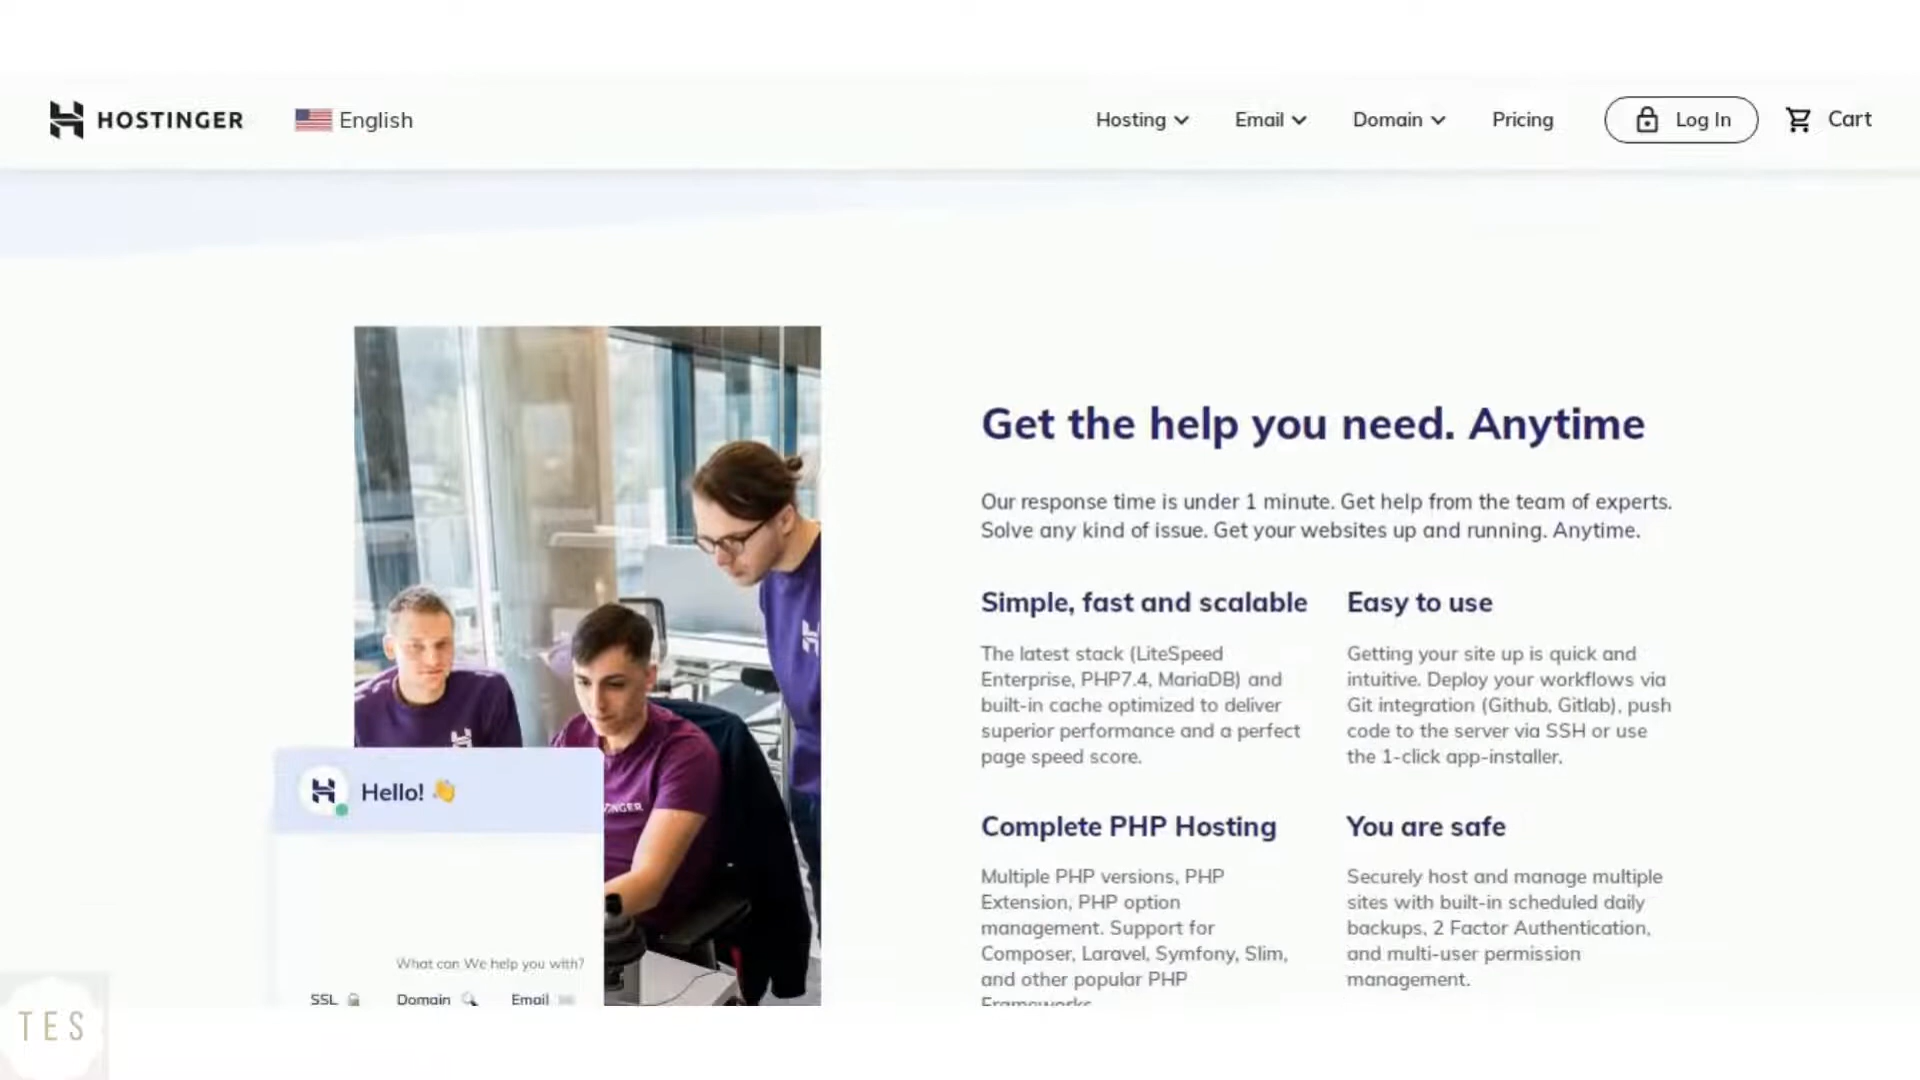 HOSTINGER
English
Hosting
Email
Domain
Pricing
Log In
Cart
Get the help you need. Anytime
Our response time is under 1 minute. Get help from the team of experts.
Solve any kind of issue. Get your websites up and running. Anytime.
Simple, fast and scalable
The latest stack (LiteSpeed
Enterprise, PHP7.4, MariaDB) and
built-in cache optimized to deliver
superior performance and a perfect
page speed score.
Easy to use
Getting your site up is quick and
intuitive. Deploy your workflows via
Git integration (Github, Gitlab), push
code to the server via SSH or use
the 1-click app-installer.
Complete PHP Hosting
Multiple PHP versions, PHP
Extension, PHP option
management. Support for
Composer, Laravel, Symfony, Slim,
and other popular PHP
Frameworks
You are safe
Securely host and manage multiple
sites with built-in scheduled daily
backups, 2 Factor Authentication,
and multi-user permission
management.
Hello! 👋
What can We help you with?
SSL
Domain
Email
TES